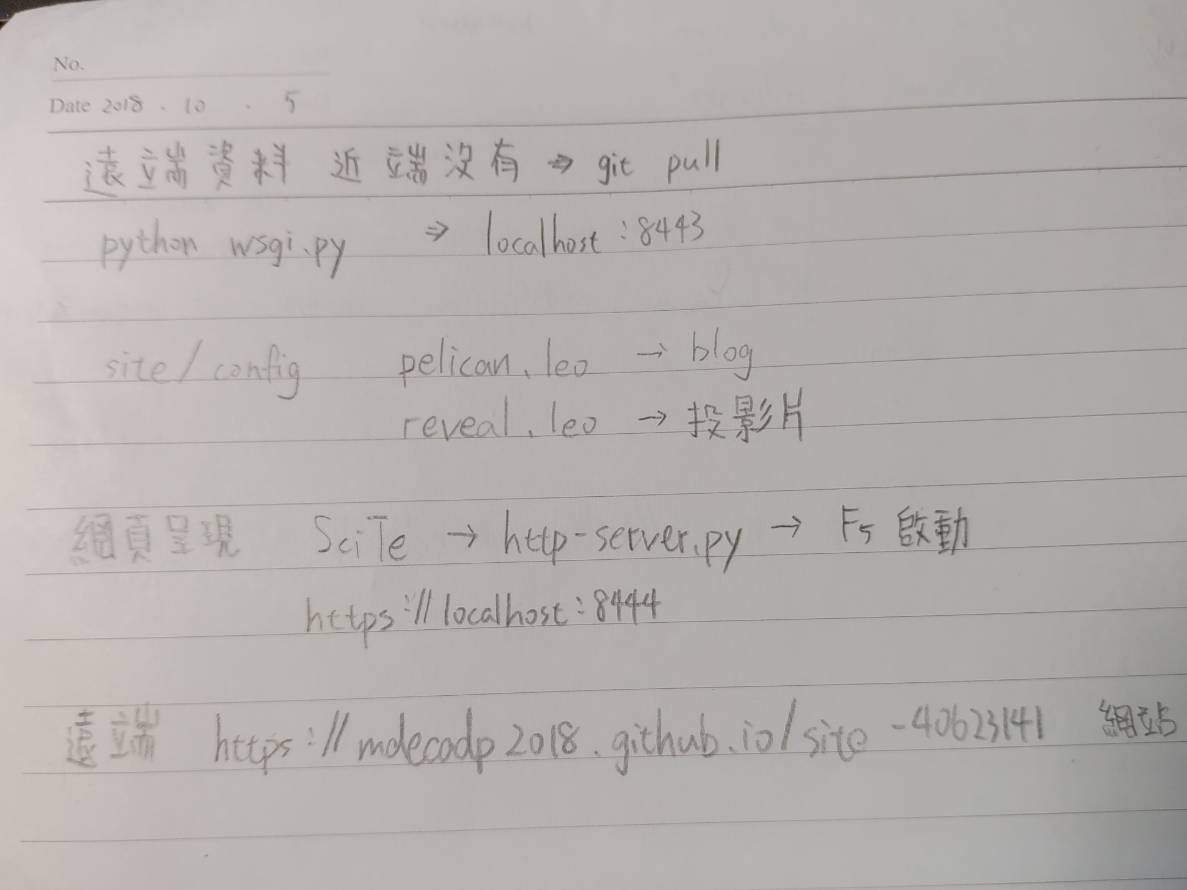 No.
Date 2018 . 10 . 5
遠端資料 近端沒有 ⇒ git pull
python wsgi.py ⇒ localhost:8443
site/config pelican.leo → blog
reveal.leo → 投影片
網頁呈現 SciTe → http-server.py → F5 啟動
https://localhost:8444
遠端 https://mdecadp2018.github.io/site-40623141 網站